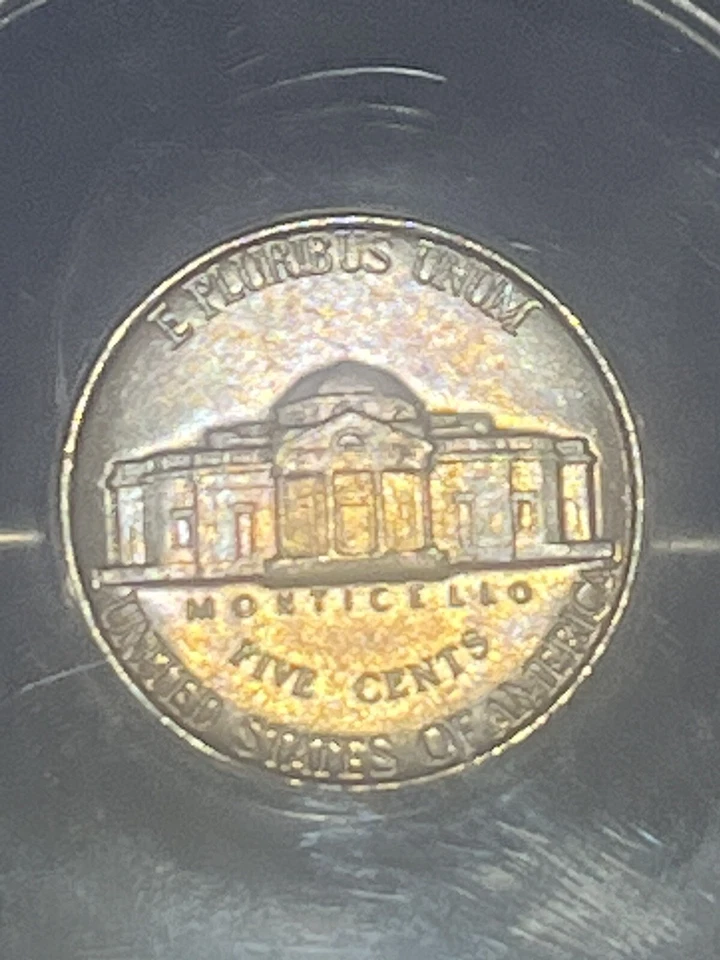 E PLURIBUS UNUM
MONTICELLO
FIVE CENTS
UNITED STATES OF AMERICA